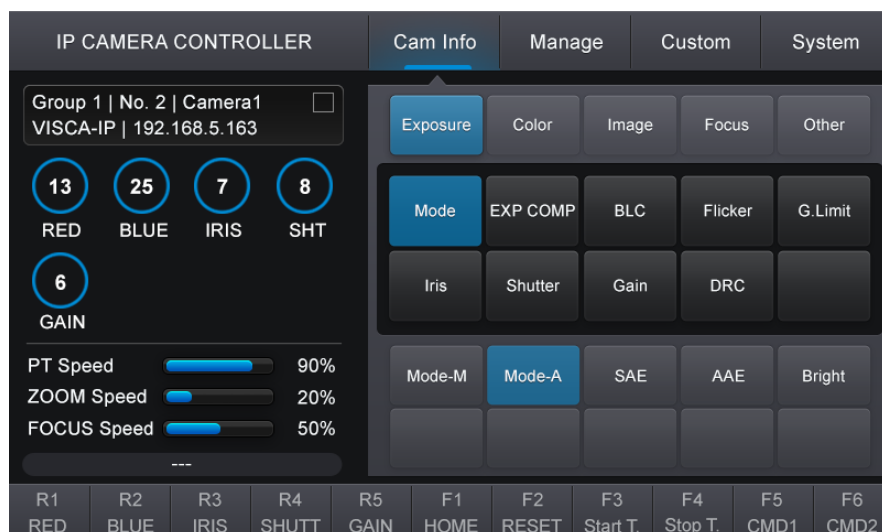 IP CAMERA CONTROLLER
Cam Info
Manage
Custom
System
Group 1 | No. 2 | Camera1
VISCA-IP | 192.168.5.163
13
25
7
8
RED
BLUE
IRIS
SHT
6
GAIN
PT Speed 90%
ZOOM Speed 20%
FOCUS Speed 50%
---
Exposure
Color
Image
Focus
Other
Mode
EXP COMP
BLC
Flicker
G.Limit
Iris
Shutter
Gain
DRC
Mode-M
Mode-A
SAE
AAE
Bright
R1 R2 R3 R4 R5 F1 F2 F3 F4 F5 F6
RED BLUE IRIS SHUTT GAIN HOME RESET Start T. Stop T. CMD1 CMD2